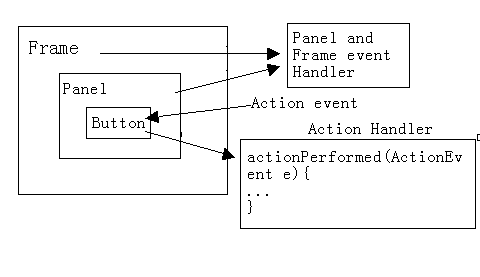 Frame
Panel and
Frame event
Handler
Panel
Action event
Button
Action Handler
actionPerformed(ActionEv
ent e){
...
}